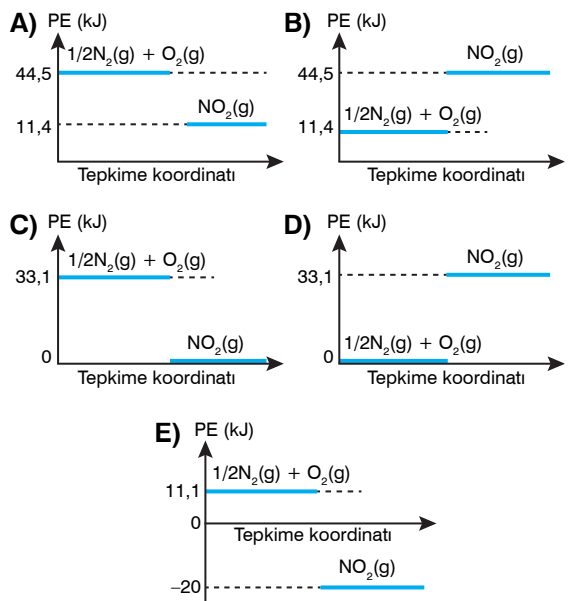 A) PE (kJ)
1/2N₂(g) + O₂(g)
44,5
NO₂(g)
11,4
Tepkime koordinatı
B) PE (kJ)
NO₂(g)
44,5
1/2N₂(g) + O₂(g)
11,4
Tepkime koordinatı
C) PE (kJ)
1/2N₂(g) + O₂(g)
33,1
NO₂(g)
0
Tepkime koordinatı
D) PE (kJ)
NO₂(g)
33,1
1/2N₂(g) + O₂(g)
0
Tepkime koordinatı
E) PE (kJ)
1/2N₂(g) + O₂(g)
11,1
0
Tepkime koordinatı
NO₂(g)
–20